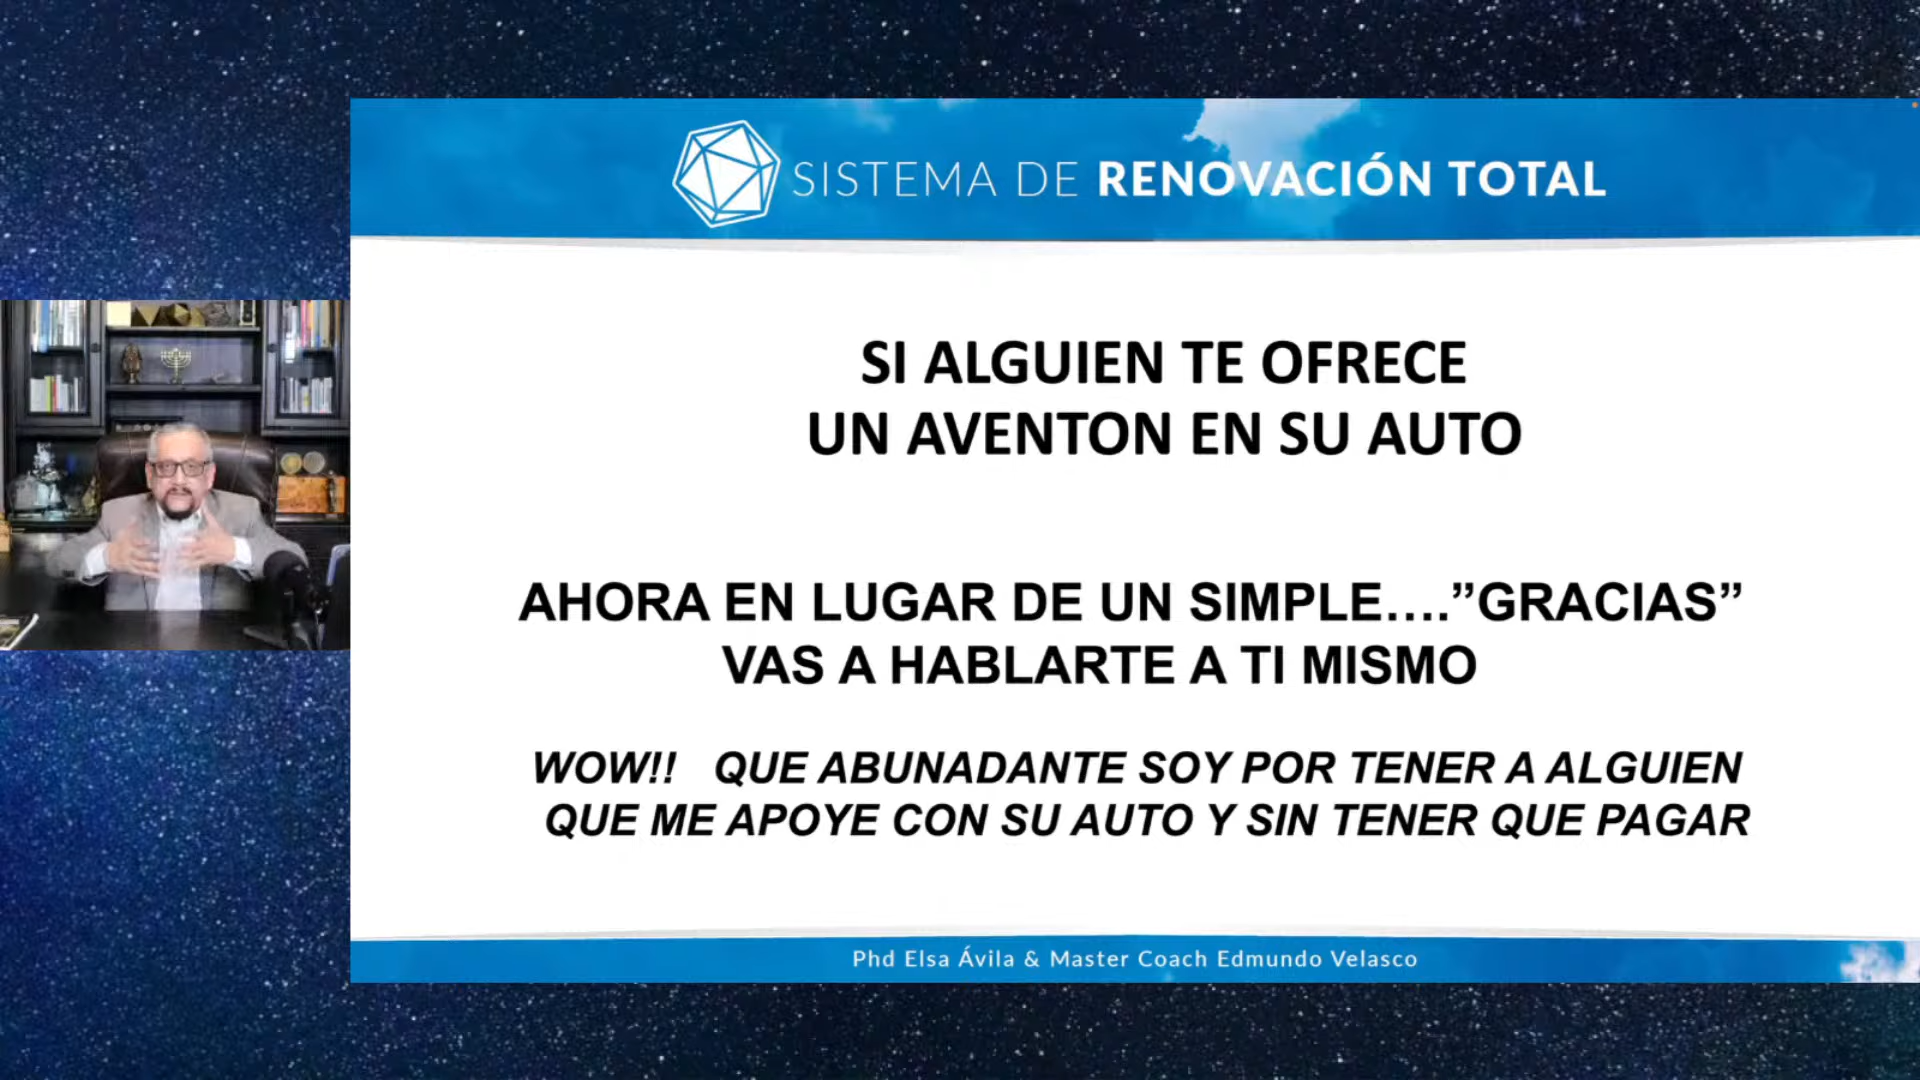 SISTEMA DE RENOVACIÓN TOTAL
SI ALGUIEN TE OFRECE
UN AVENTON EN SU AUTO
AHORA EN LUGAR DE UN SIMPLE….”GRACIAS”
VAS A HABLARTE A TI MISMO
WOW!! QUE ABUNADANTE SOY POR TENER A ALGUIEN
QUE ME APOYE CON SU AUTO Y SIN TENER QUE PAGAR
Phd Elsa Ávila & Master Coach Edmundo Velasco